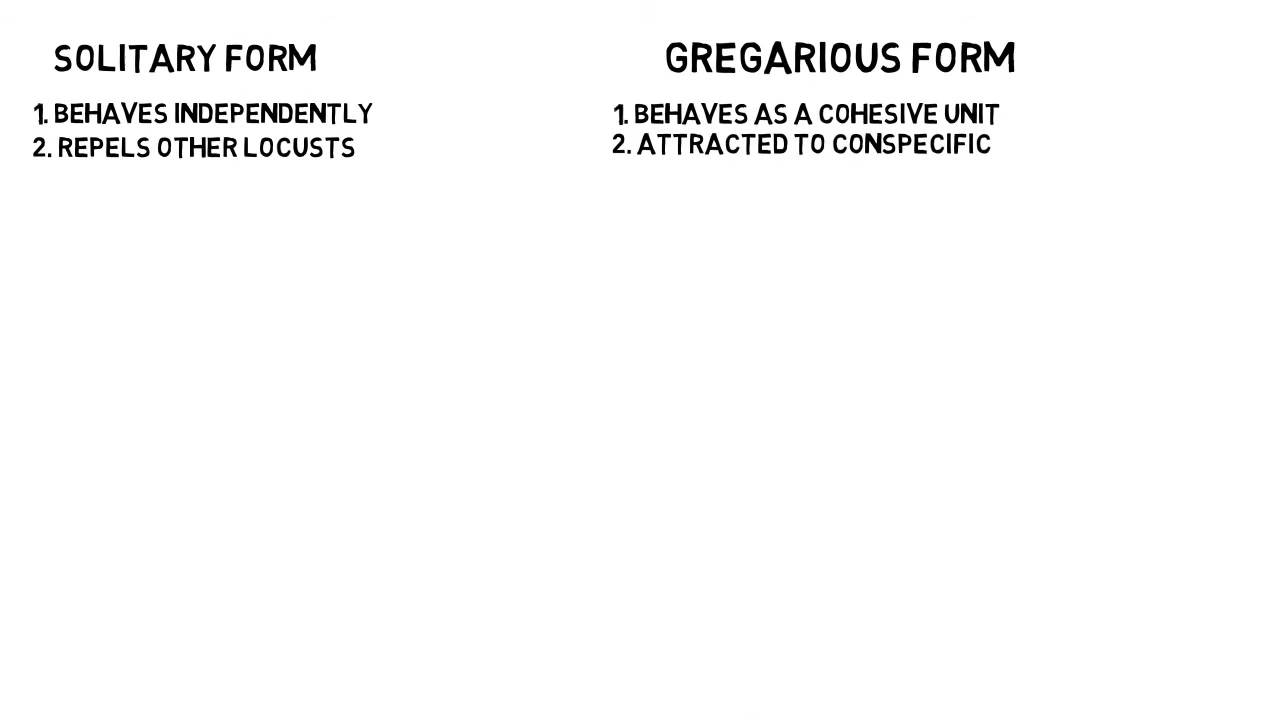 SOLITARY FORM
1. BEHAVES INDEPENDENTLY
2. REPELS OTHER LOCUSTS
GREGARIOUS FORM
1. BEHAVES AS A COHESIVE UNIT
2. ATTRACTED TO CONSPECIFIC